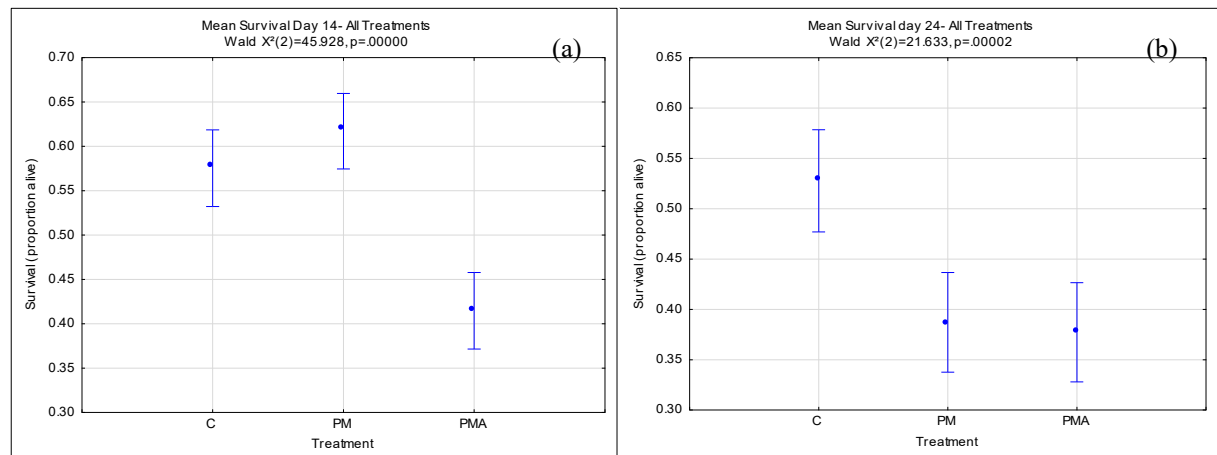 Mean Survival Day 14- All Treatments
Wald X²(2)=45.928, p=.00000
(a)
0.70
0.65
0.60
0.55
0.50
0.45
0.40
0.35
0.30
Survival (proportion alive)
C PM PMA
Treatment
Mean Survival day 24- All Treatments
Wald X²(2)=21.633, p=.00002
(b)
0.65
0.60
0.55
0.50
0.45
0.40
0.35
0.30
Survival (proportion alive)
C PM PMA
Treatment